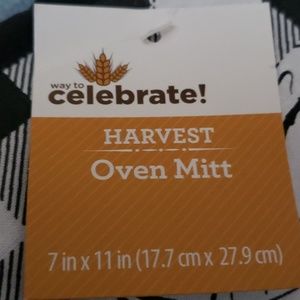 way to
celebrate!
HARVEST
Oven Mitt
7 in x 11 in (17.7 cm x 27.9 cm)